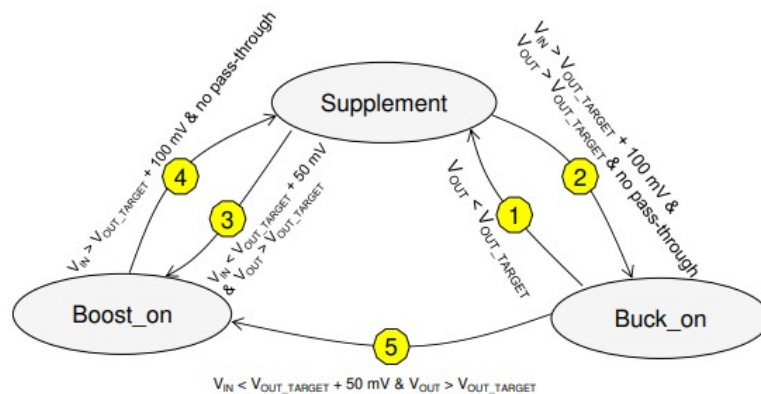 Supplement
V_IN > V_OUT_TARGET + 100 mV & no pass-through
4
3
V_IN < V_OUT_TARGET + 50 mV
& V_OUT > V_OUT_TARGET
1
V_OUT < V_OUT_TARGET
2
V_IN > V_OUT_TARGET + 100 mV &
V_OUT > V_OUT_TARGET & no pass-through
Boost_on
Buck_on
5
V_IN < V_OUT_TARGET + 50 mV & V_OUT > V_OUT_TARGET